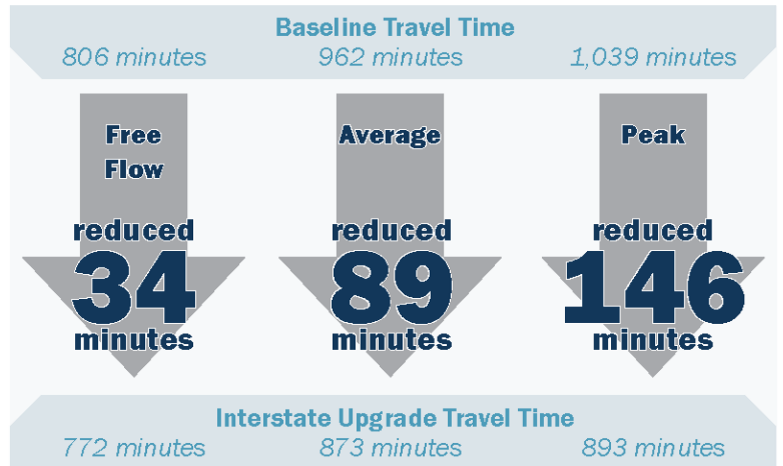 Baseline Travel Time
806 minutes 962 minutes 1,039 minutes
Free
Flow
reduced
34
minutes
Average
reduced
89
minutes
Peak
reduced
146
minutes
Interstate Upgrade Travel Time
772 minutes 873 minutes 893 minutes